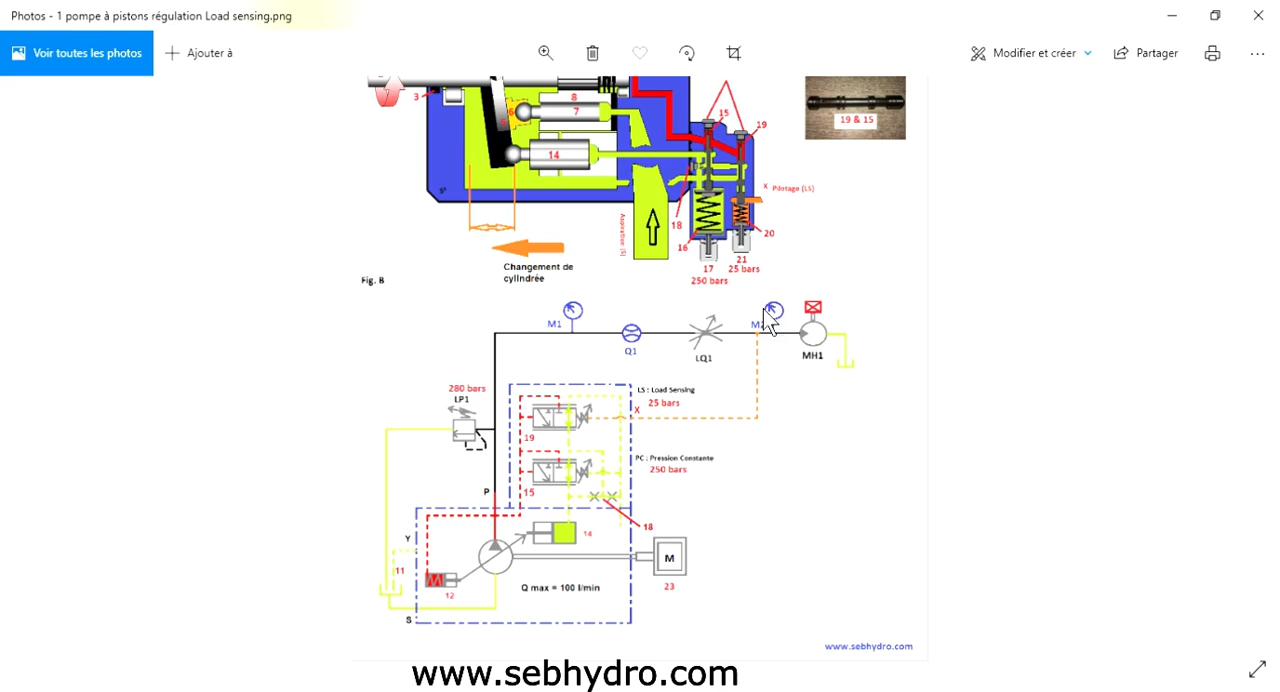 Photos - 1 pompe à pistons régulation Load sensing.png
Voir toutes les photos
Ajouter à
Modifier et créer
Partager
3
5
6
8
7
14
15
19
19 & 15
X Pilotage (LS)
Aspiration (S)
18
16
20
17
250 bars
21
25 bars
Changement de
cylindrée
Fig. B
M1
Q1
LQ1
MH1
280 bars
LP1
LS : Load Sensing
25 bars
X
19
PC : Pression Constante
250 bars
15
P
18
14
Y
11
12
M
23
Q max = 100 l/min
S
www.sebhydro.com
www.sebhydro.com